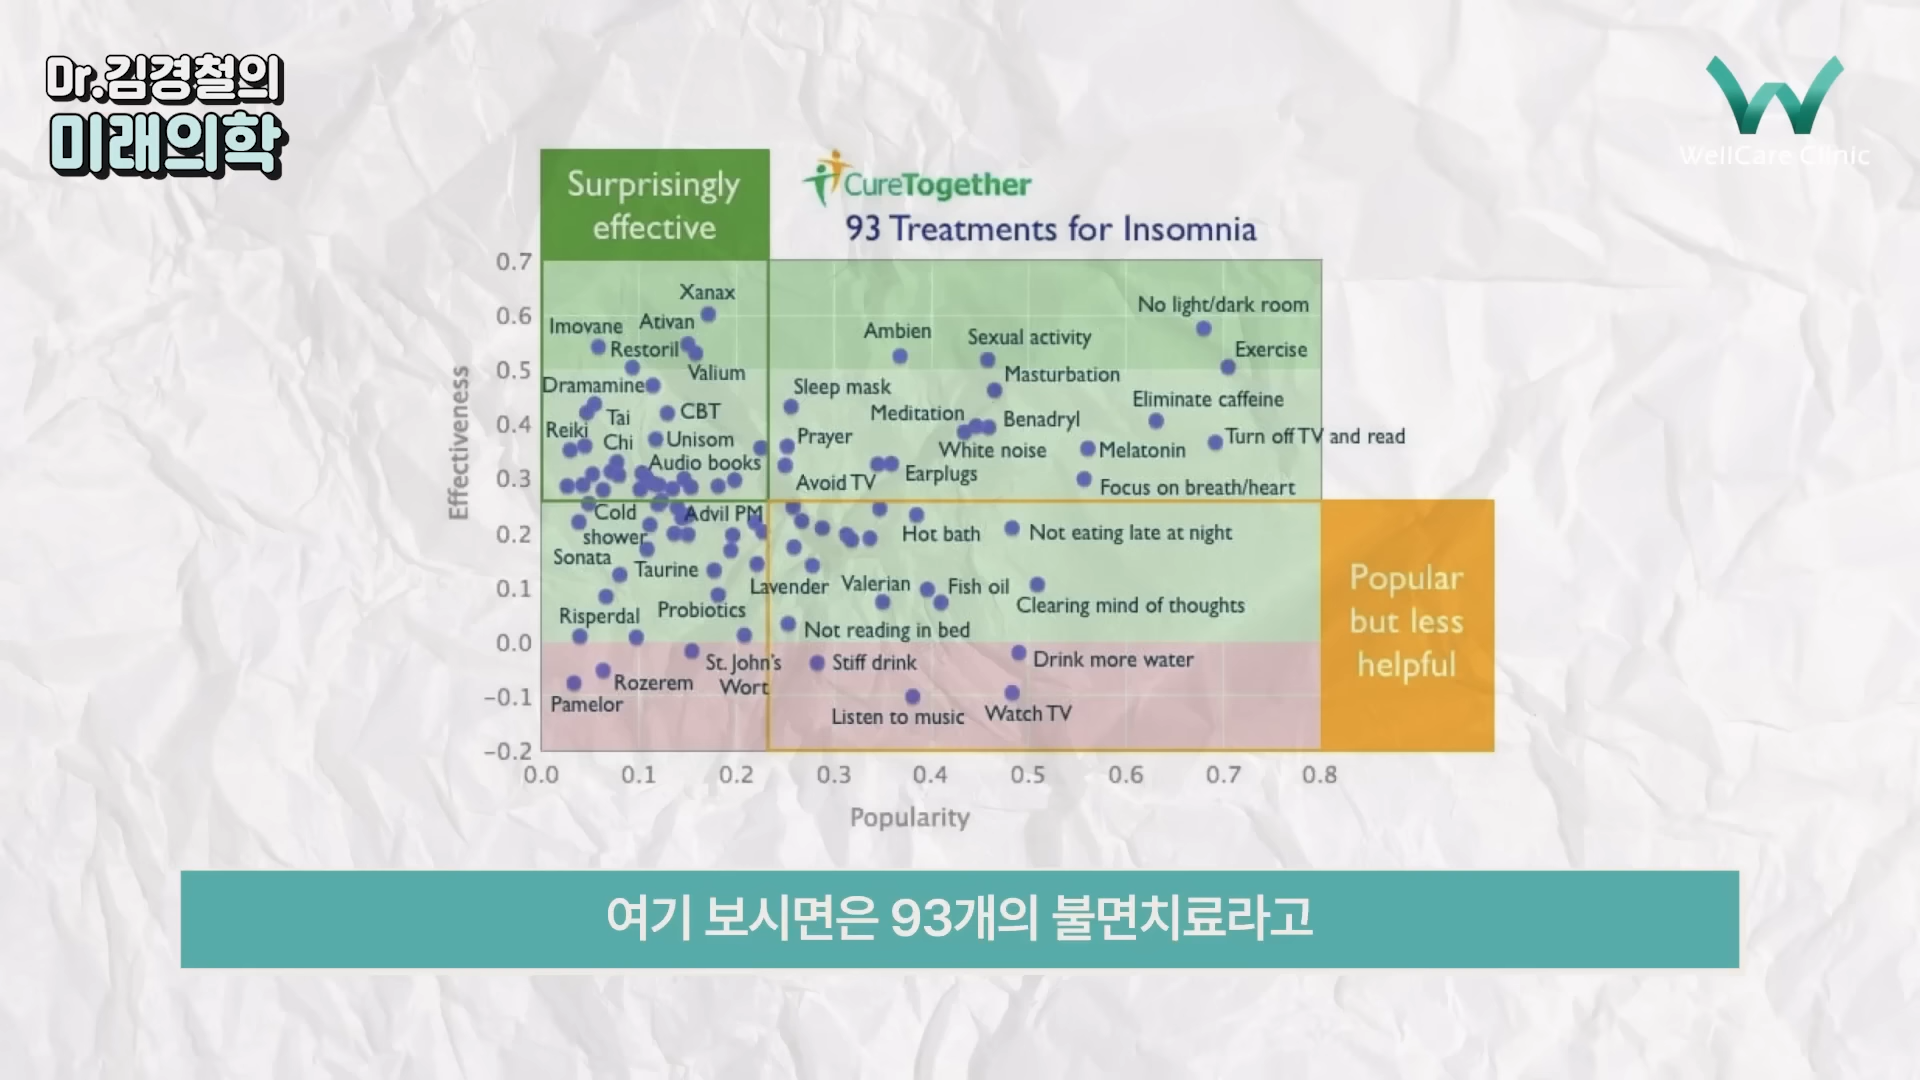 Dr.김경철의
미래의학
WellCare Clinic
Surprisingly
effective
CureTogether
93 Treatments for Insomnia
Effectiveness
0.7
0.6
0.5
0.4
0.3
0.2
0.1
0.0
−0.1
−0.2
Xanax
Imovane
Ativan
Restoril
Valium
Dramamine
CBT
Tai
Chi
Reiki
Unisom
Audio books
No light/dark room
Ambien
Sexual activity
Exercise
Masturbation
Sleep mask
Eliminate caffeine
Meditation
Benadryl
Prayer
Turn off TV and read
White noise
Melatonin
Avoid TV
Earplugs
Focus on breath/heart
Cold
shower
Advil PM
Sonata
Taurine
Hot bath
Not eating late at night
Lavender
Valerian
Fish oil
Clearing mind of thoughts
Risperdal
Probiotics
Not reading in bed
St. John's
Wort
Stiff drink
Drink more water
Rozerem
Pamelor
Listen to music
Watch TV
Popular
but less
helpful
0.0
0.1
0.2
0.3
0.4
0.5
0.6
0.7
0.8
Popularity
여기 보시면은 93개의 불면치료라고